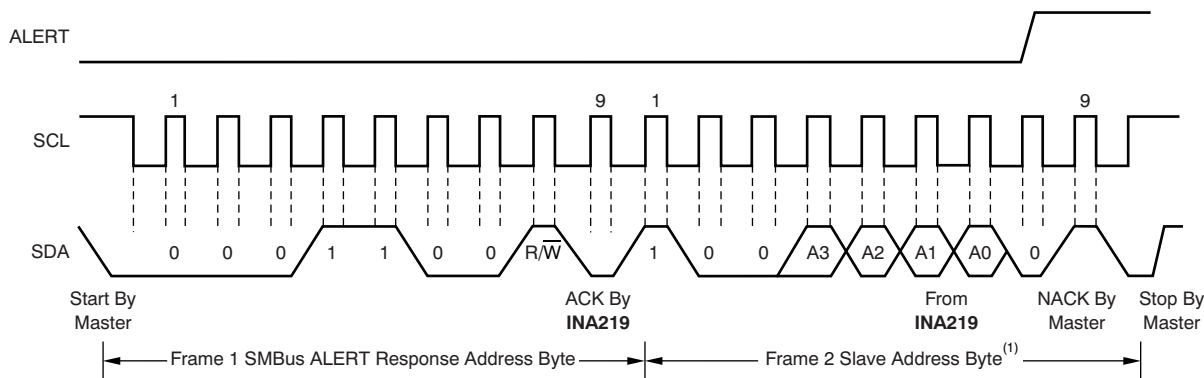 ALERT
1 9 1 9
SCL
SDA 0 0 0 1 1 0 0 R/W̅ 1 0 0 A3 A2 A1 A0 0
Start By
Master
ACK By
INA219
From
INA219
NACK By
Master
Stop By
Master
Frame 1 SMBus ALERT Response Address Byte
Frame 2 Slave Address Byte(1)